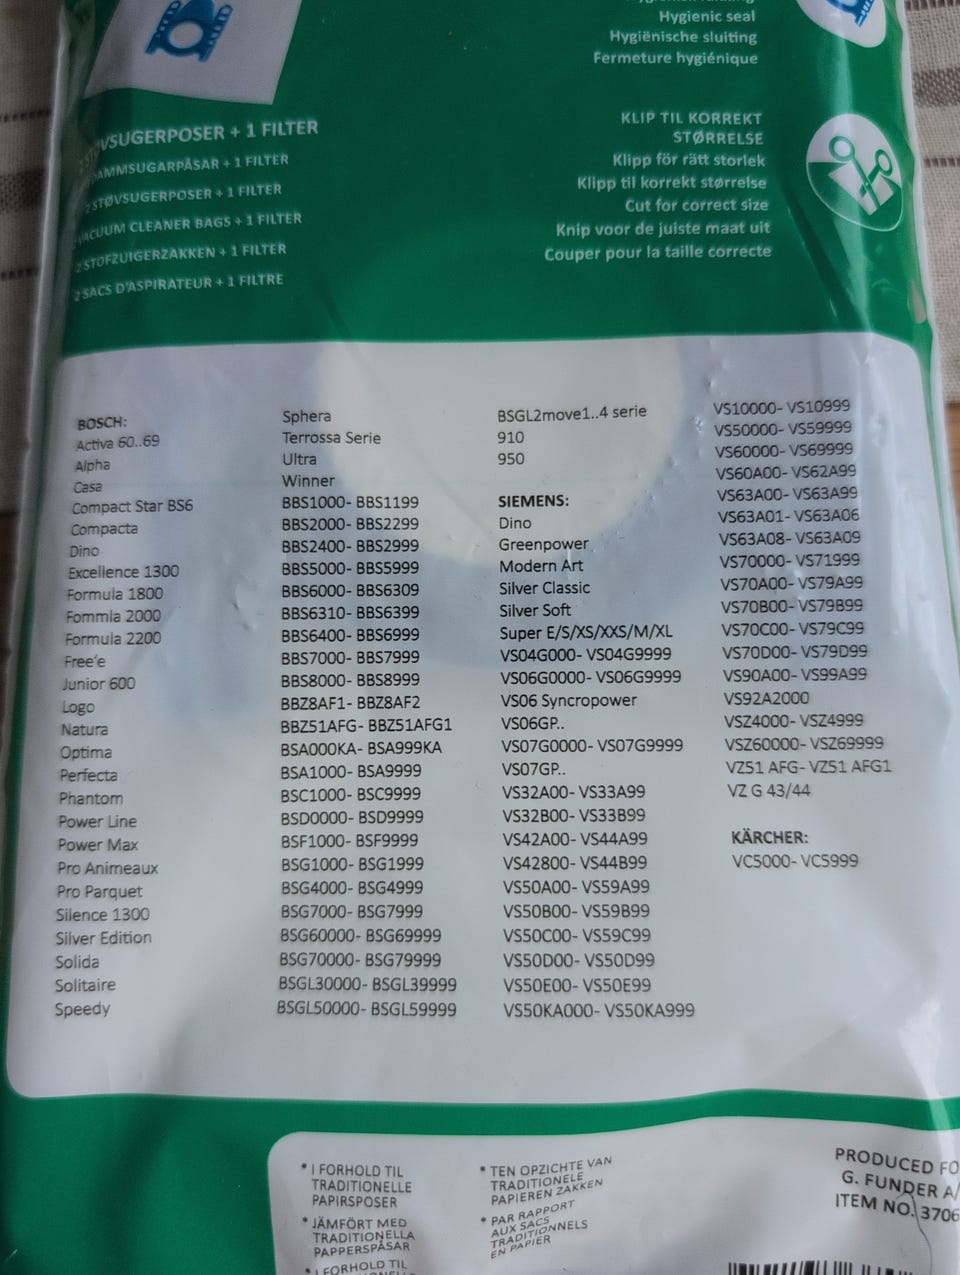 Hygienic seal
Hygiënische sluiting
Fermeture hygiénique
STØVSUGERPOSER + 1 FILTER
DAMMSUGARPÅSAR + 1 FILTER
2 STØVSUGERPOSER + 1 FILTER
VACUUM CLEANER BAGS + 1 FILTER
2 STOFZUIGERZAKKEN + 1 FILTER
2 SACS D'ASPIRATEUR + 1 FILTRE
KLIP TIL KORREKT
STØRRELSE
Klipp för rätt storlek
Klipp til korrekt størrelse
Cut for correct size
Knip voor de juiste maat uit
Couper pour la taille correcte
BOSCH:
Activa 60..69
Alpha
Casa
Compact Star BS6
Compacta
Dino
Excellence 1300
Formula 1800
Fommla 2000
Formula 2200
Free'e
Junior 600
Logo
Natura
Optima
Perfecta
Phantom
Power Line
Power Max
Pro Animeaux
Pro Parquet
Silence 1300
Silver Edition
Solida
Solitaire
Speedy
Sphera
Terrossa Serie
Ultra
Winner
BBS1000- BBS1199
BBS2000- BBS2299
BBS2400- BBS2999
BBS5000- BBS5999
BBS6000- BBS6309
BBS6310- BBS6399
BBS6400- BBS6999
BBS7000- BBS7999
BBS8000- BBS8999
BBZ8AF1- BBZ8AF2
BBZ51AFG- BBZ51AFG1
BSA000KA- BSA999KA
BSA1000- BSA9999
BSC1000- BSC9999
BSD0000- BSD9999
BSF1000- BSF9999
BSG1000- BSG1999
BSG4000- BSG4999
BSG7000- BSG7999
BSG60000- BSG69999
BSG70000- BSG79999
BSGL30000- BSGL39999
BSGL50000- BSGL59999
BSGL2move1..4 serie
910
950
SIEMENS:
Dino
Greenpower
Modern Art
Silver Classic
Silver Soft
Super E/S/XS/XXS/M/XL
VS04G000- VS04G9999
VS06G0000- VS06G9999
VS06 Syncropower
VS06GP..
VS07G0000- VS07G9999
VS07GP..
VS32A00- VS33A99
VS32B00- VS33B99
VS42A00- VS44A99
VS42800- VS44B99
VS50A00- VS59A99
VS50B00- VS59B99
VS50C00- VS59C99
VS50D00- VS50D99
VS50E00- VS50E99
VS50KA000- VS50KA999
VS10000- VS10999
VS50000- VS59999
VS60000- VS69999
VS60A00- VS62A99
VS63A00- VS63A99
VS63A01- VS63A06
VS63A08- VS63A09
VS70000- VS71999
VS70A00- VS79A99
VS70B00- VS79B99
VS70C00- VS79C99
VS70D00- VS79D99
VS90A00- VS99A99
VS92A2000
VSZ4000- VSZ4999
VSZ60000- VSZ69999
VZ51 AFG- VZ51 AFG1
VZ G 43/44
KÄRCHER:
VC5000- VC5999
* I FORHOLD TIL
TRADITIONELLE
PAPIRSPOSER
* JÄMFÖRT MED
TRADITIONELLA
PAPPERSPÅSAR
* I FORHOLD TIL
* TEN OPZICHTE VAN
TRADITIONELE
PAPIEREN ZAKKEN
* PAR RAPPORT
AUX SACS
TRADITIONNELS
EN PAPIER
PRODUCED FO
G. FUNDER A/
ITEM NO. 3706